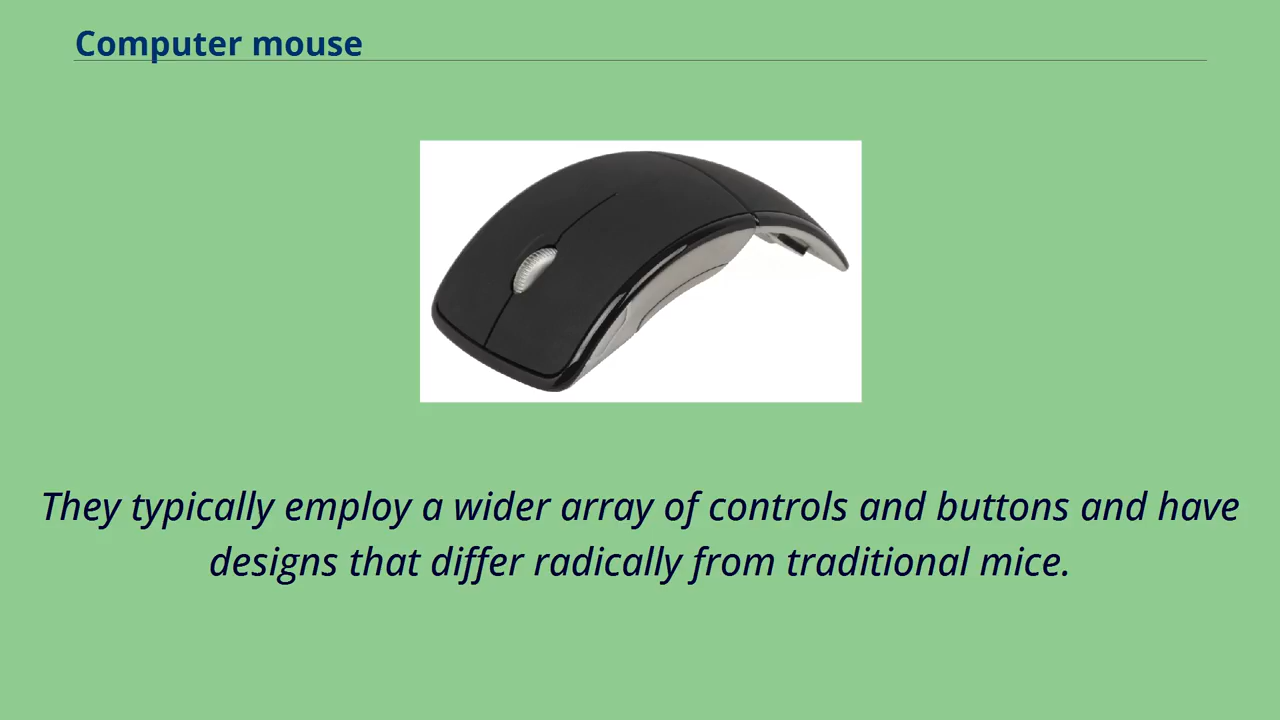 Computer mouse
They typically employ a wider array of controls and buttons and have
designs that differ radically from traditional mice.